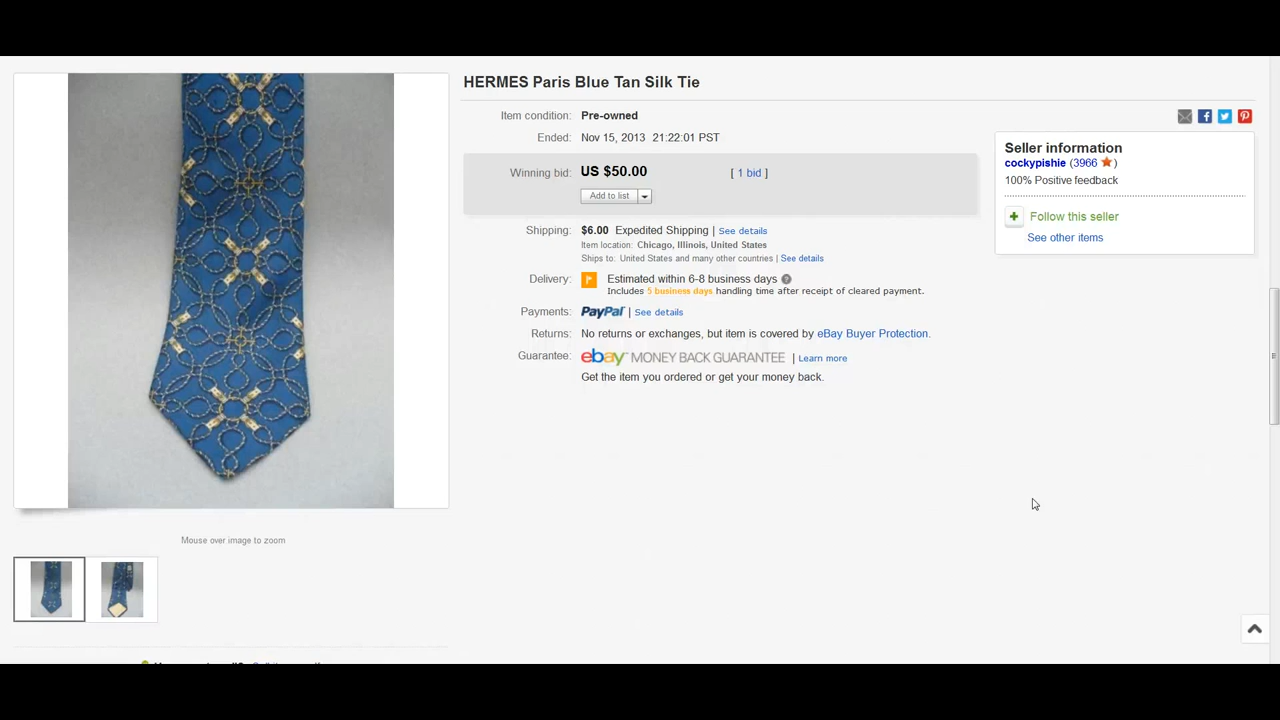 HERMES Paris Blue Tan Silk Tie
Item condition: Pre-owned
Ended: Nov 15, 2013 21:22:01 PST
Winning bid: US $50.00 [ 1 bid ]
Add to list
Shipping: $6.00 Expedited Shipping | See details
Item location: Chicago, Illinois, United States
Ships to: United States and many other countries | See details
Delivery: Estimated within 6-8 business days
Includes 5 business days handling time after receipt of cleared payment.
Payments: PayPal | See details
Returns: No returns or exchanges, but item is covered by eBay Buyer Protection.
Guarantee: ebay MONEY BACK GUARANTEE | Learn more
Get the item you ordered or get your money back.
Seller information
cockypishie (3966 )
100% Positive feedback
Follow this seller
See other items
Mouse over image to zoom